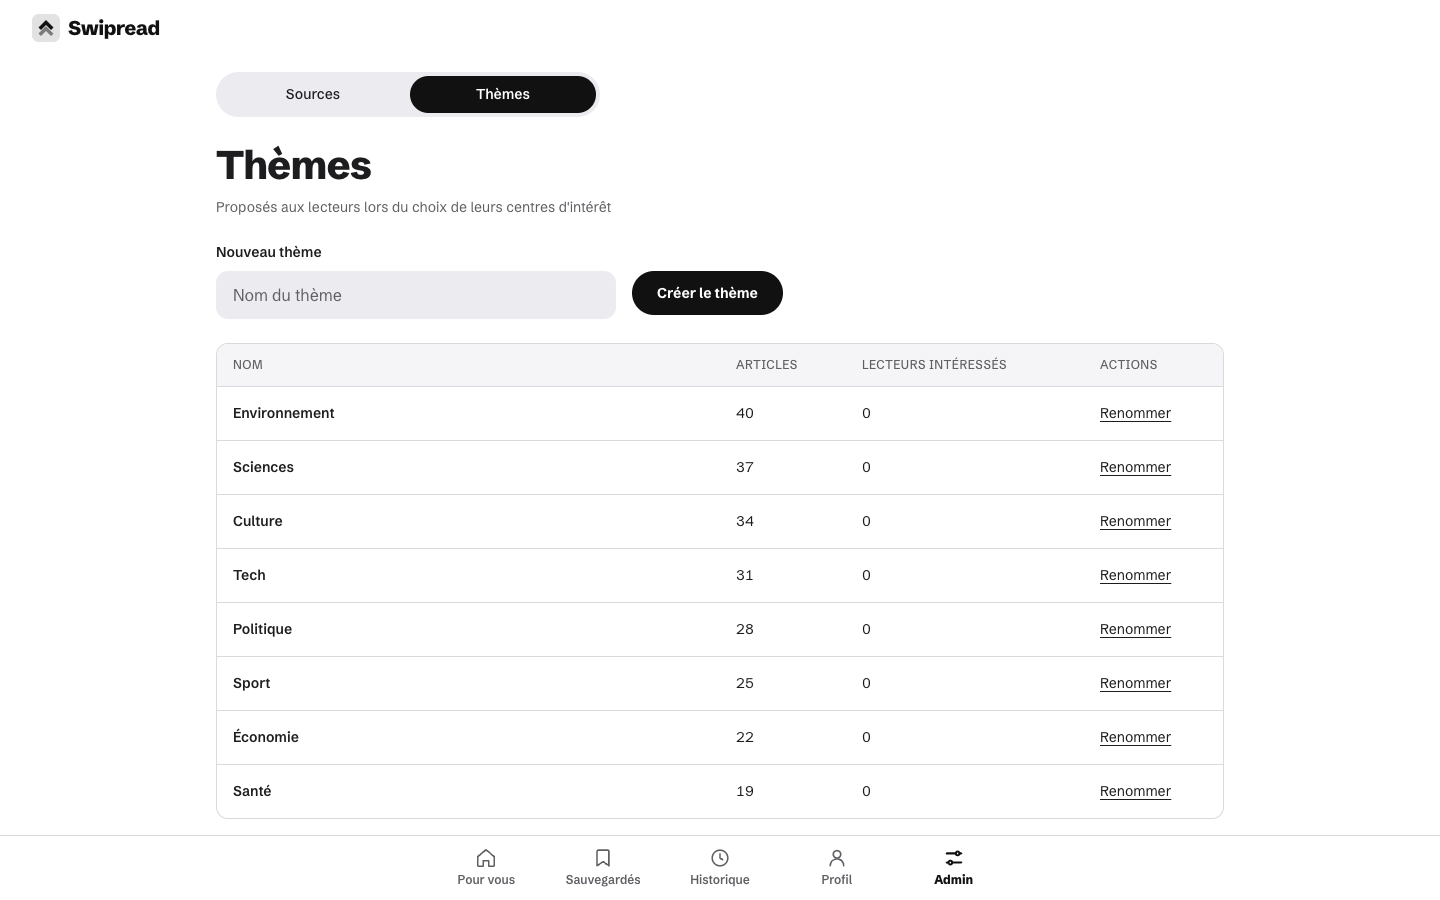 Swipread
Sources Thèmes
Thèmes
Proposés aux lecteurs lors du choix de leurs centres d'intérêt
Nouveau thème
Nom du thème Créer le thème
NOM ARTICLES LECTEURS INTÉRESSÉS ACTIONS
Environnement 40 0 Renommer
Sciences 37 0 Renommer
Culture 34 0 Renommer
Tech 31 0 Renommer
Politique 28 0 Renommer
Sport 25 0 Renommer
Économie 22 0 Renommer
Santé 19 0 Renommer
Pour vous Sauvegardés Historique Profil Admin